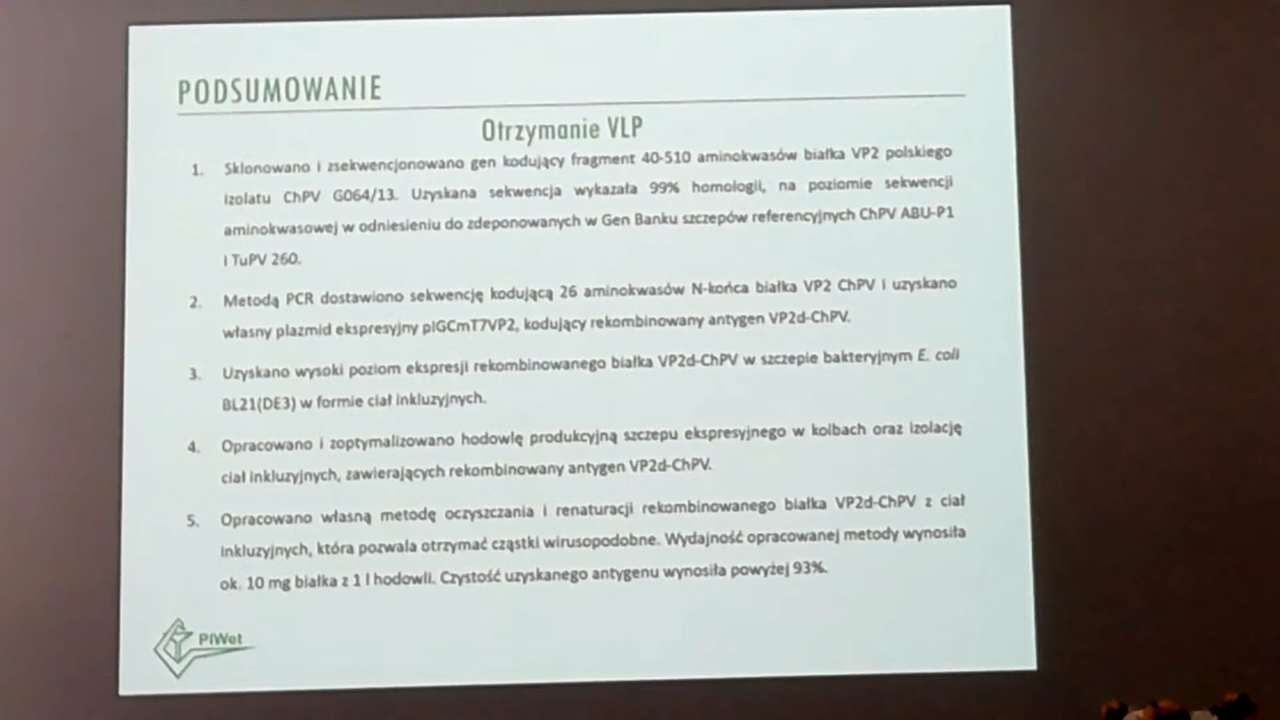 PODSUMOWANIE
Otrzymanie VLP
1. Sklonowano i zsekwencjonowano gen kodujący fragment 40-510 aminokwasów białka VP2 polskiego
izolatu ChPV G064/13. Uzyskana sekwencja wykazała 99% homologii, na poziomie sekwencji
aminokwasowej w odniesieniu do zdeponowanych w Gen Banku szczepów referencyjnych ChPV ABU-P1
i TuPV 260.
2. Metodą PCR dostawiono sekwencję kodującą 26 aminokwasów N-końca białka VP2 ChPV i uzyskano
własny plazmid ekspresyjny pIGCmT7VP2, kodujący rekombinowany antygen VP2d-ChPV.
3. Uzyskano wysoki poziom ekspresji rekombinowanego białka VP2d-ChPV w szczepie bakteryjnym E. coli
BL21(DE3) w formie ciał inkluzyjnych.
4. Opracowano i zoptymalizowano hodowlę produkcyjną szczepu ekspresyjnego w kolbach oraz izolację
ciał inkluzyjnych, zawierających rekombinowany antygen VP2d-ChPV.
5. Opracowano własną metodę oczyszczania i renaturacji rekombinowanego białka VP2d-ChPV z ciał
inkluzyjnych, która pozwala otrzymać cząstki wirusopodobne. Wydajność opracowanej metody wynosiła
ok. 10 mg białka z 1 l hodowli. Czystość uzyskanego antygenu wynosiła powyżej 93%.
PIWet